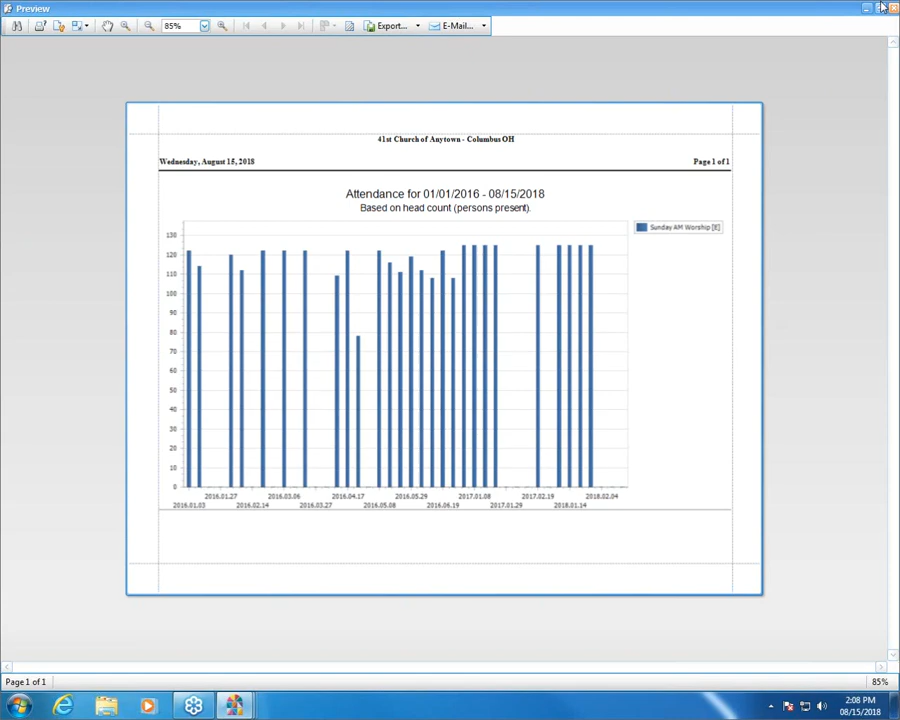 Preview
85%
Export...
E-Mail...
41st Church of Anytown - Columbus OH
Wednesday, August 15, 2018
Page 1 of 1
Attendance for 01/01/2016 - 08/15/2018
Based on head count (persons present).
Sunday AM Worship [E]
130
120
110
100
90
80
70
60
50
40
30
20
10
0
2016.01.27
2016.03.06
2016.04.17
2016.05.29
2017.01.08
2017.02.19
2018.02.04
2016.01.03
2016.02.14
2016.03.27
2016.05.08
2016.06.19
2017.01.29
2018.01.14
Page 1 of 1
85%
2:08 PM
08/15/2018